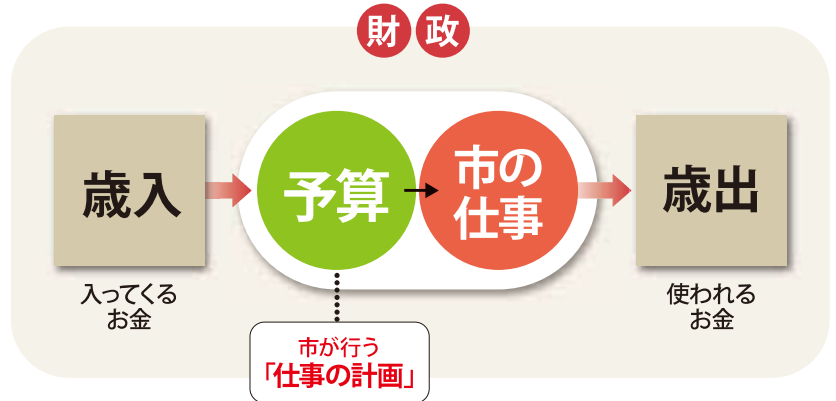 財政
歳入
予算
市の
仕事
歳出
入ってくる
お金
使われる
お金
市が行う
「仕事の計画」